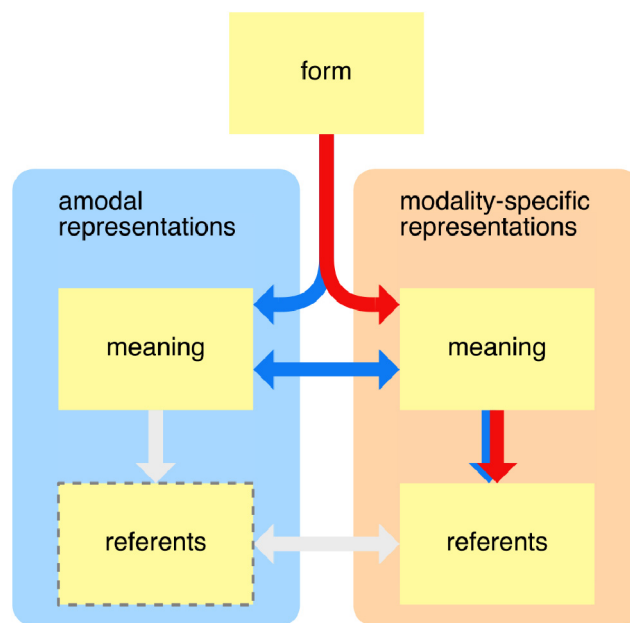 form
amodal
representations
modality-specific
representations
meaning
meaning
referents
referents